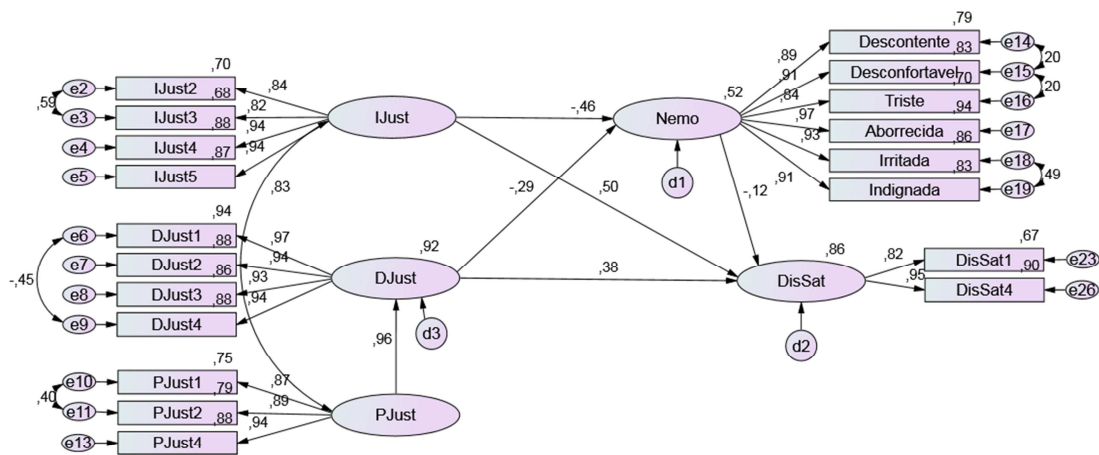 ,79
,89
Descontente
e14
,83
,20
,91
Desconfortavel
,70
e15
,84
,20
Triste
e16
,94
,97
Aborrecida
e17
,86
,93
Irritada
e18
,83
,49
,91
Indignada
e19
,52
Nemo
d1
,70
e2
IJust2
,84
,59
,68
e3
IJust3
,82
,88
e4
IJust4
,94
,87
e5
IJust5
,94
IJust
-,46
,83
-,29
,50
-,12
,94
e6
DJust1
,97
,88
e7
DJust2
,94
,86
-,45
e8
DJust3
,93
,88
e9
DJust4
,94
,92
DJust
d3
,38
,86
DisSat
d2
,67
,82
DisSat1
e23
,90
,95
DisSat4
e26
,96
,75
e10
PJust1
,87
,40
,79
e11
PJust2
,89
,88
e13
PJust4
,94
PJust